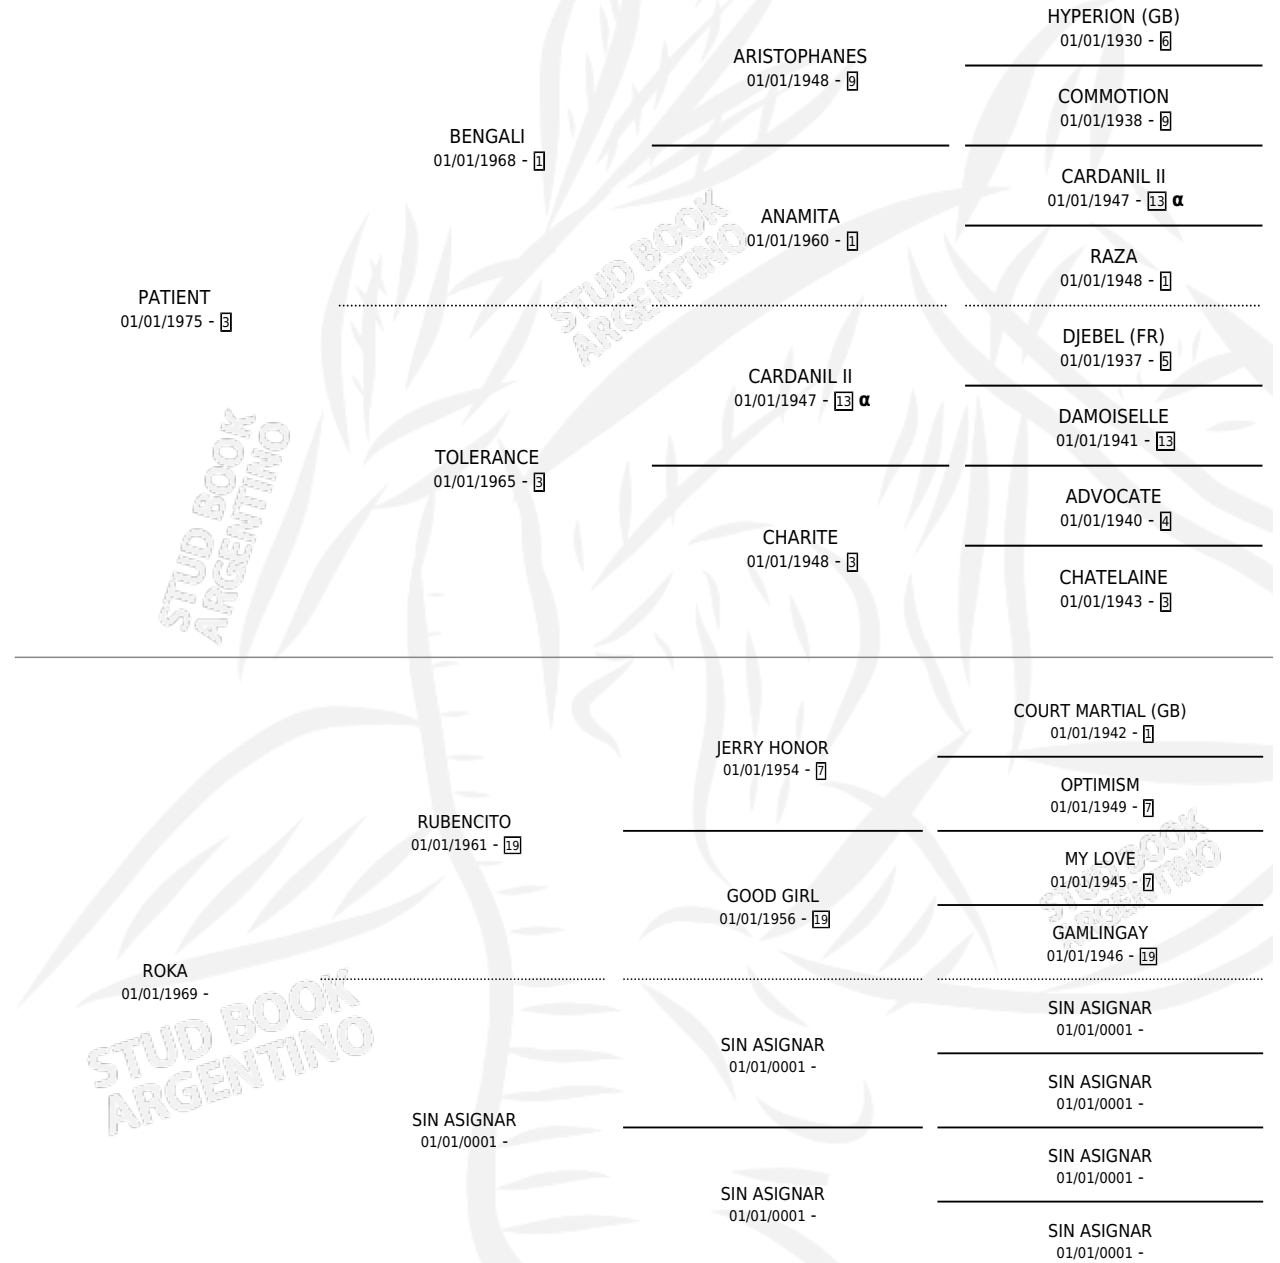 HYPERION (GB)
01/01/1930 - 6
ARISTOPHANES
01/01/1948 - 9
COMMOTION
01/01/1938 - 9
BENGALI
01/01/1968 - 1
CARDANIL II
01/01/1947 - 13 α
ANAMITA
01/01/1960 - 1
RAZA
01/01/1948 - 1
PATIENT
01/01/1975 - 3
DJEBEL (FR)
01/01/1937 - 5
CARDANIL II
01/01/1947 - 13 α
DAMOISELLE
01/01/1941 - 13
TOLERANCE
01/01/1965 - 3
ADVOCATE
01/01/1940 - 4
CHARITE
01/01/1948 - 3
CHATELAINE
01/01/1943 - 3
COURT MARTIAL (GB)
01/01/1942 - 1
JERRY HONOR
01/01/1954 - 7
OPTIMISM
01/01/1949 - 7
RUBENCITO
01/01/1961 - 19
MY LOVE
01/01/1945 - 7
GOOD GIRL
01/01/1956 - 19
GAMLINGAY
01/01/1946 - 19
ROKA
01/01/1969 -
SIN ASIGNAR
01/01/0001 -
SIN ASIGNAR
01/01/0001 -
SIN ASIGNAR
01/01/0001 -
SIN ASIGNAR
01/01/0001 -
SIN ASIGNAR
01/01/0001 -
SIN ASIGNAR
01/01/0001 -
SIN ASIGNAR
01/01/0001 -
STUD BOOK
ARGENTINO
STUD BOOK
ARGENTINO
STUD BOOK
ARGENTINO
STUD BOOK
ARGENTINO